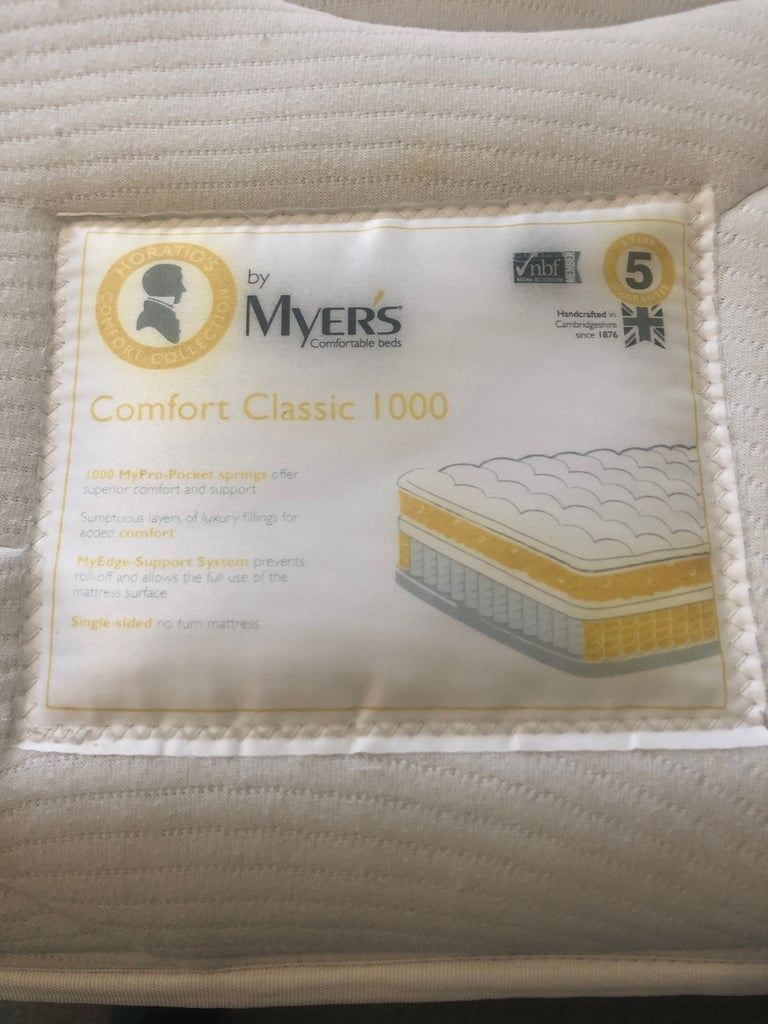 HORATIO'S
COMFORT COLLECTION
by
MYER'S
Comfortable beds
nbf
MEMBER
5
Handcrafted in
Cambridgeshire
since 1876
Comfort Classic 1000
1000 MyPro-Pocket springs offer
superior comfort and support
Sumptuous layers of luxury fillings for
added comfort
MyEdge-Support System prevents
roll-off and allows the full use of the
mattress surface
Single-sided no turn mattress